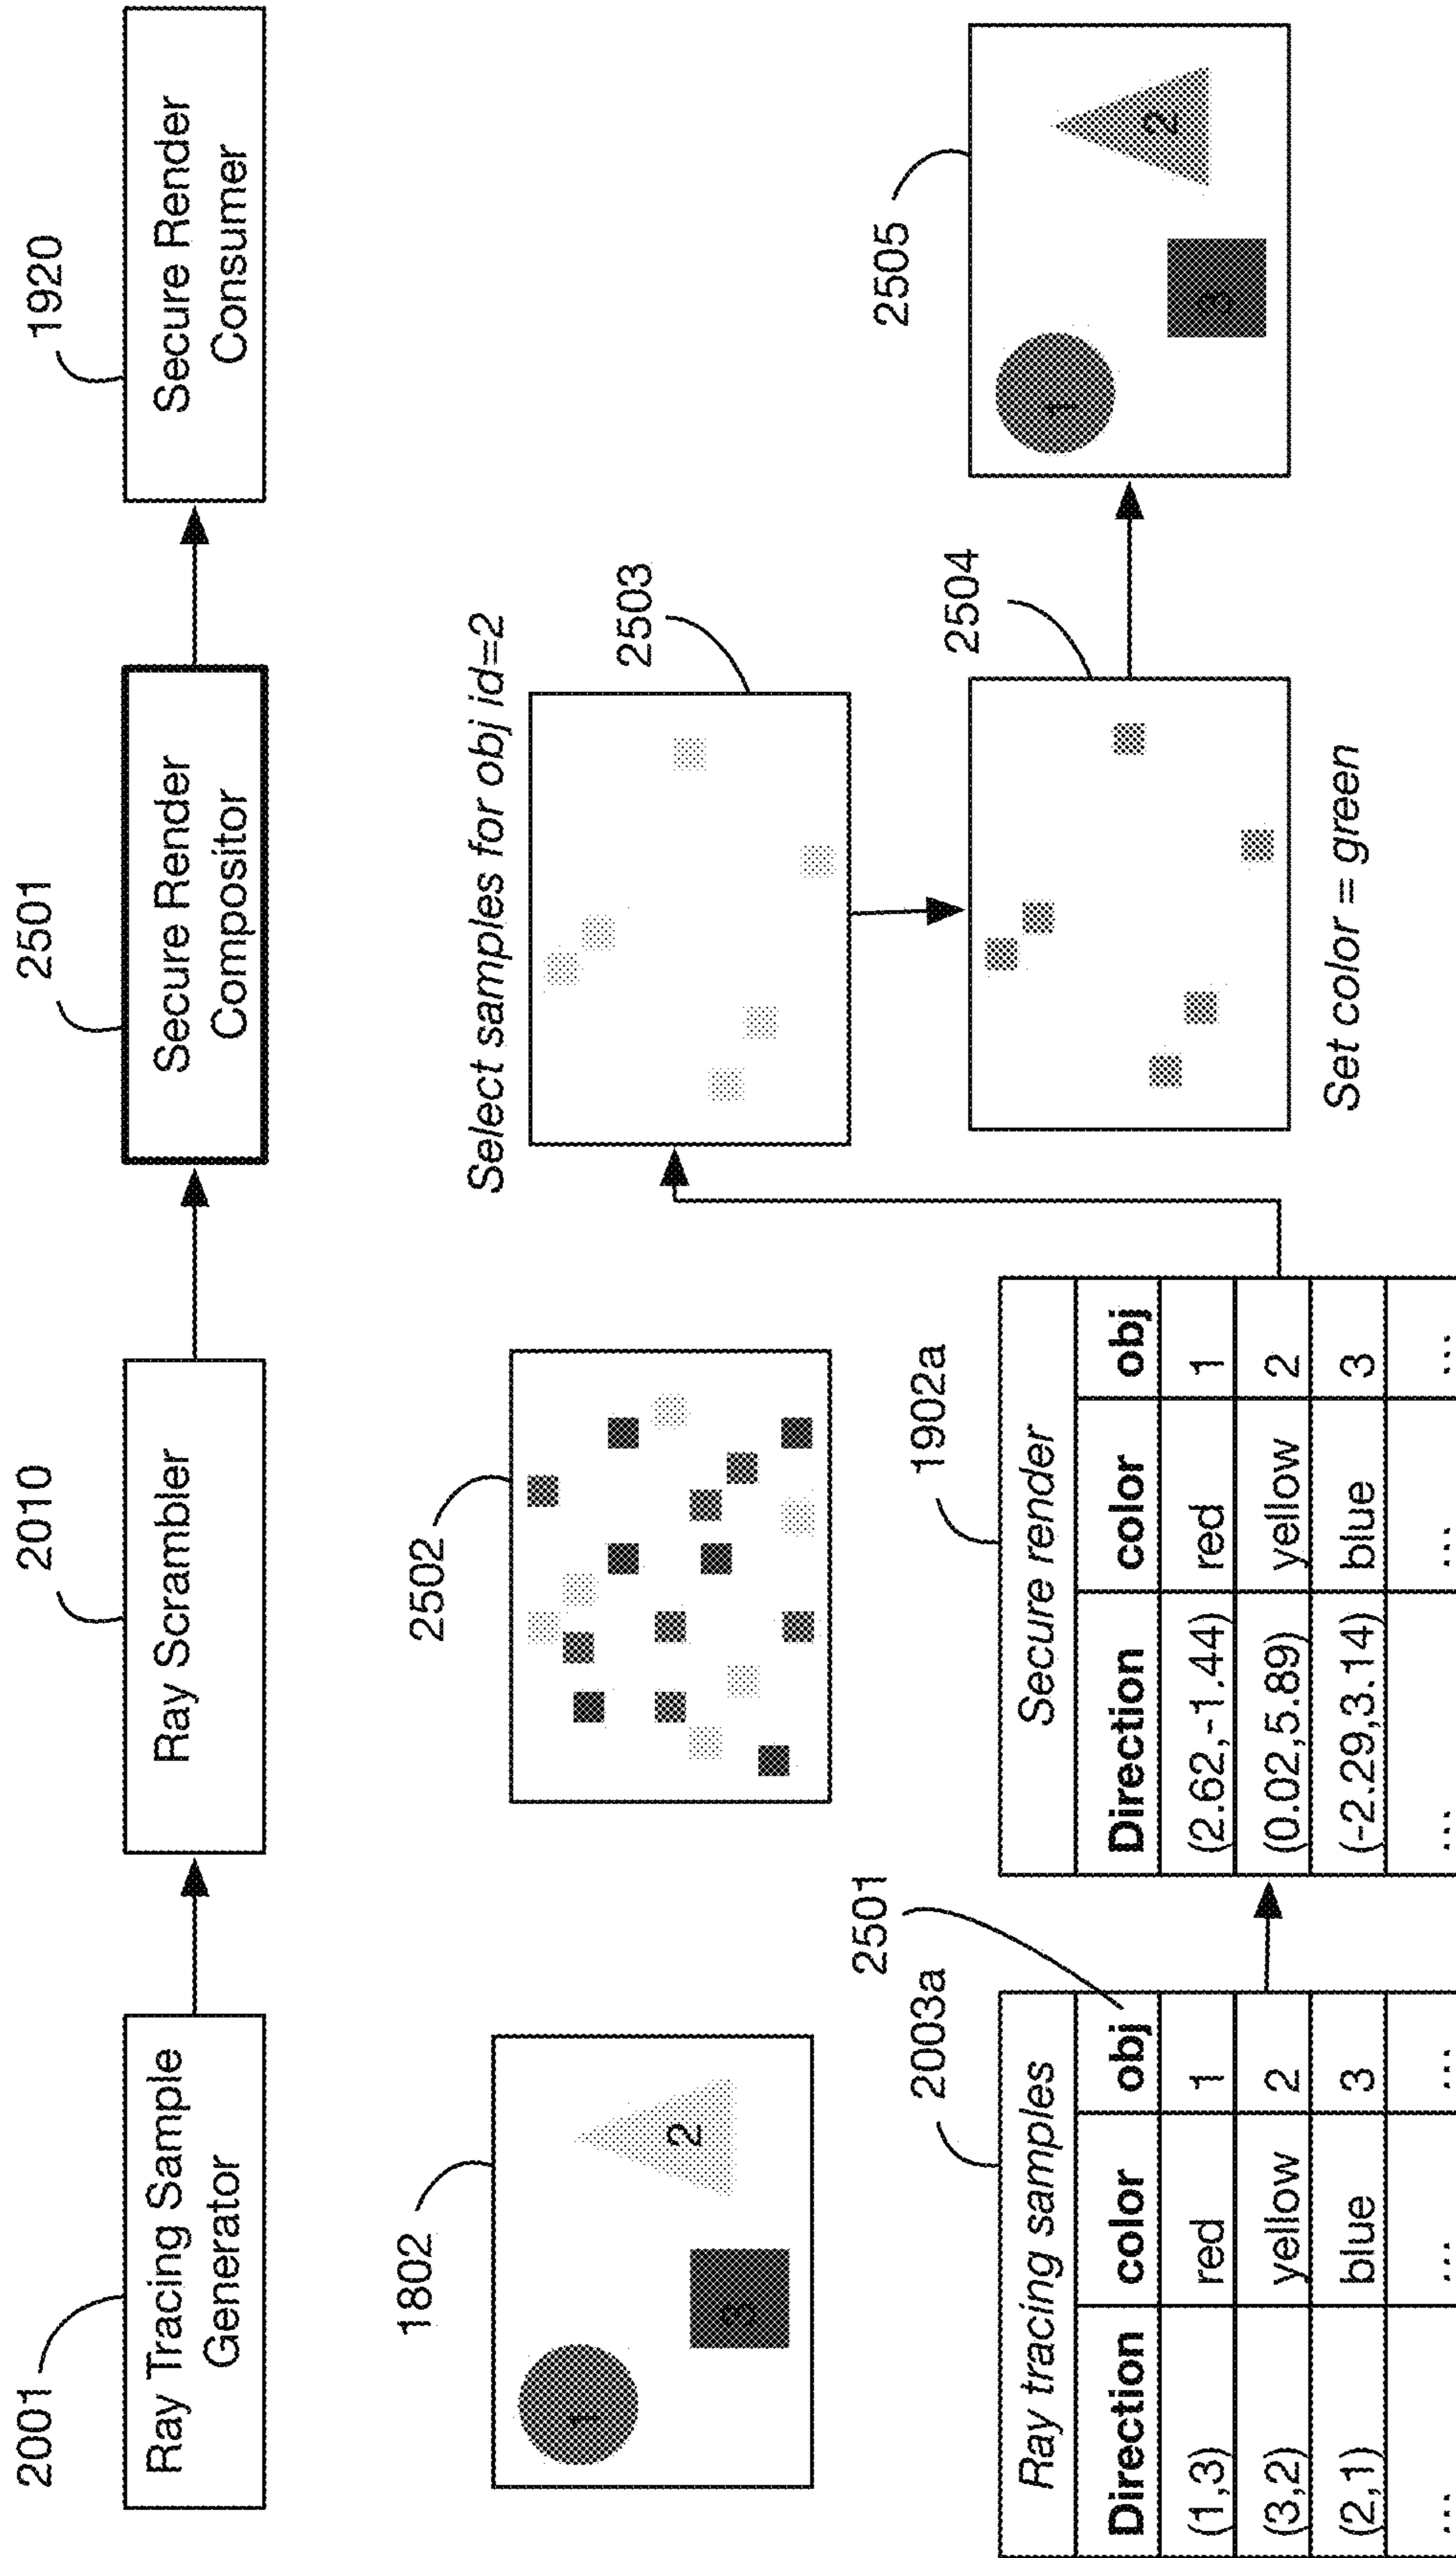 2001
Ray Tracing Sample
Generator
2010
Ray Scrambler
2501
Secure Render
Compositor
1920
Secure Render
Consumer
1802
1
2
3
2502
Select samples for obj id=2
2503
2504
Set color = green
2505
1
2
3
2003a
2501
Ray tracing samples
Direction color obj
(1,3) red 1
(3,2) yellow 2
(2,1) blue 3
... ... ...
1902a
Secure render
Direction color obj
(2.62,-1.44) red 1
(0.02,5.89) yellow 2
(-2.29,3.14) blue 3
... ... ...